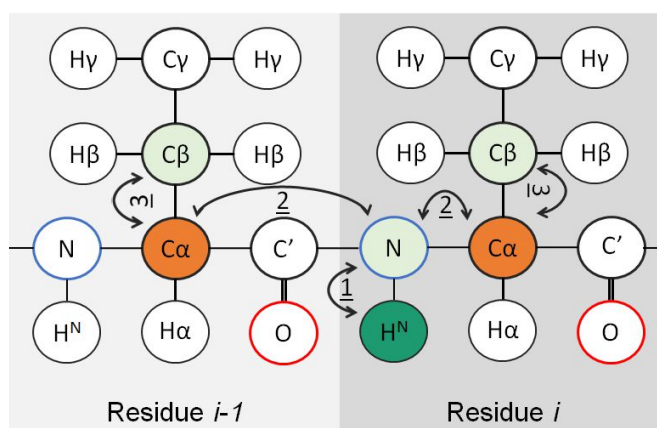 Hγ Cγ Hγ Hγ Cγ Hγ
Hβ Cβ Hβ Hβ Cβ Hβ
3 2 2 3
N Cα C’ N Cα C’
1
Hᴺ Hα O Hᴺ Hα O
Residue i-1 Residue i